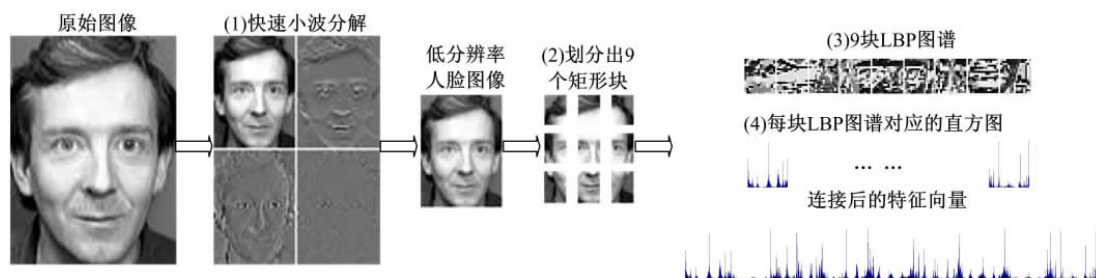 原始图像
(1)快速小波分解
低分辨率
人脸图像
(2)划分出9
个矩形块
(3)9块LBP图谱
(4)每块LBP图谱对应的直方图
... ...
连接后的特征向量